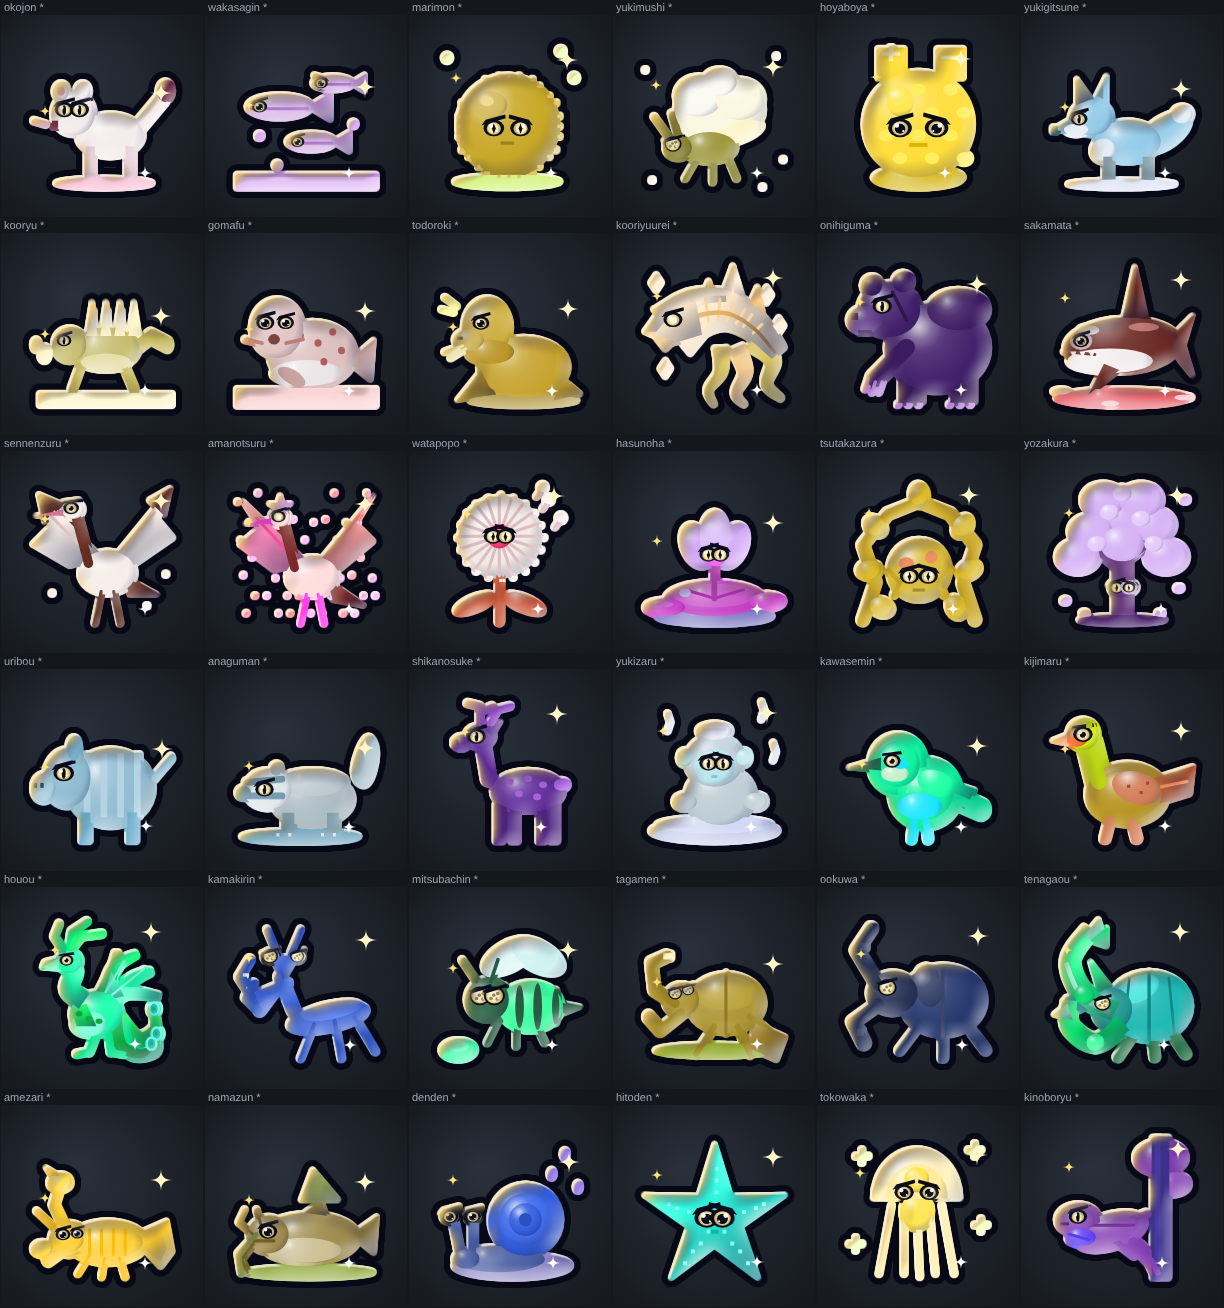 okojon *
wakasagin *
marimon *
yukimushi *
hoyaboya *
yukigitsune *
kooryu *
gomafu *
todoroki *
kooriyuurei *
onihiguma *
sakamata *
sennenzuru *
amanotsuru *
watapopo *
hasunoha *
tsutakazura *
yozakura *
uribou *
anaguman *
shikanosuke *
yukizaru *
kawasemin *
kijimaru *
houou *
kamakirin *
mitsubachin *
tagamen *
ookuwa *
tenagaou *
amezari *
namazun *
denden *
hitoden *
tokowaka *
kinoboryu *